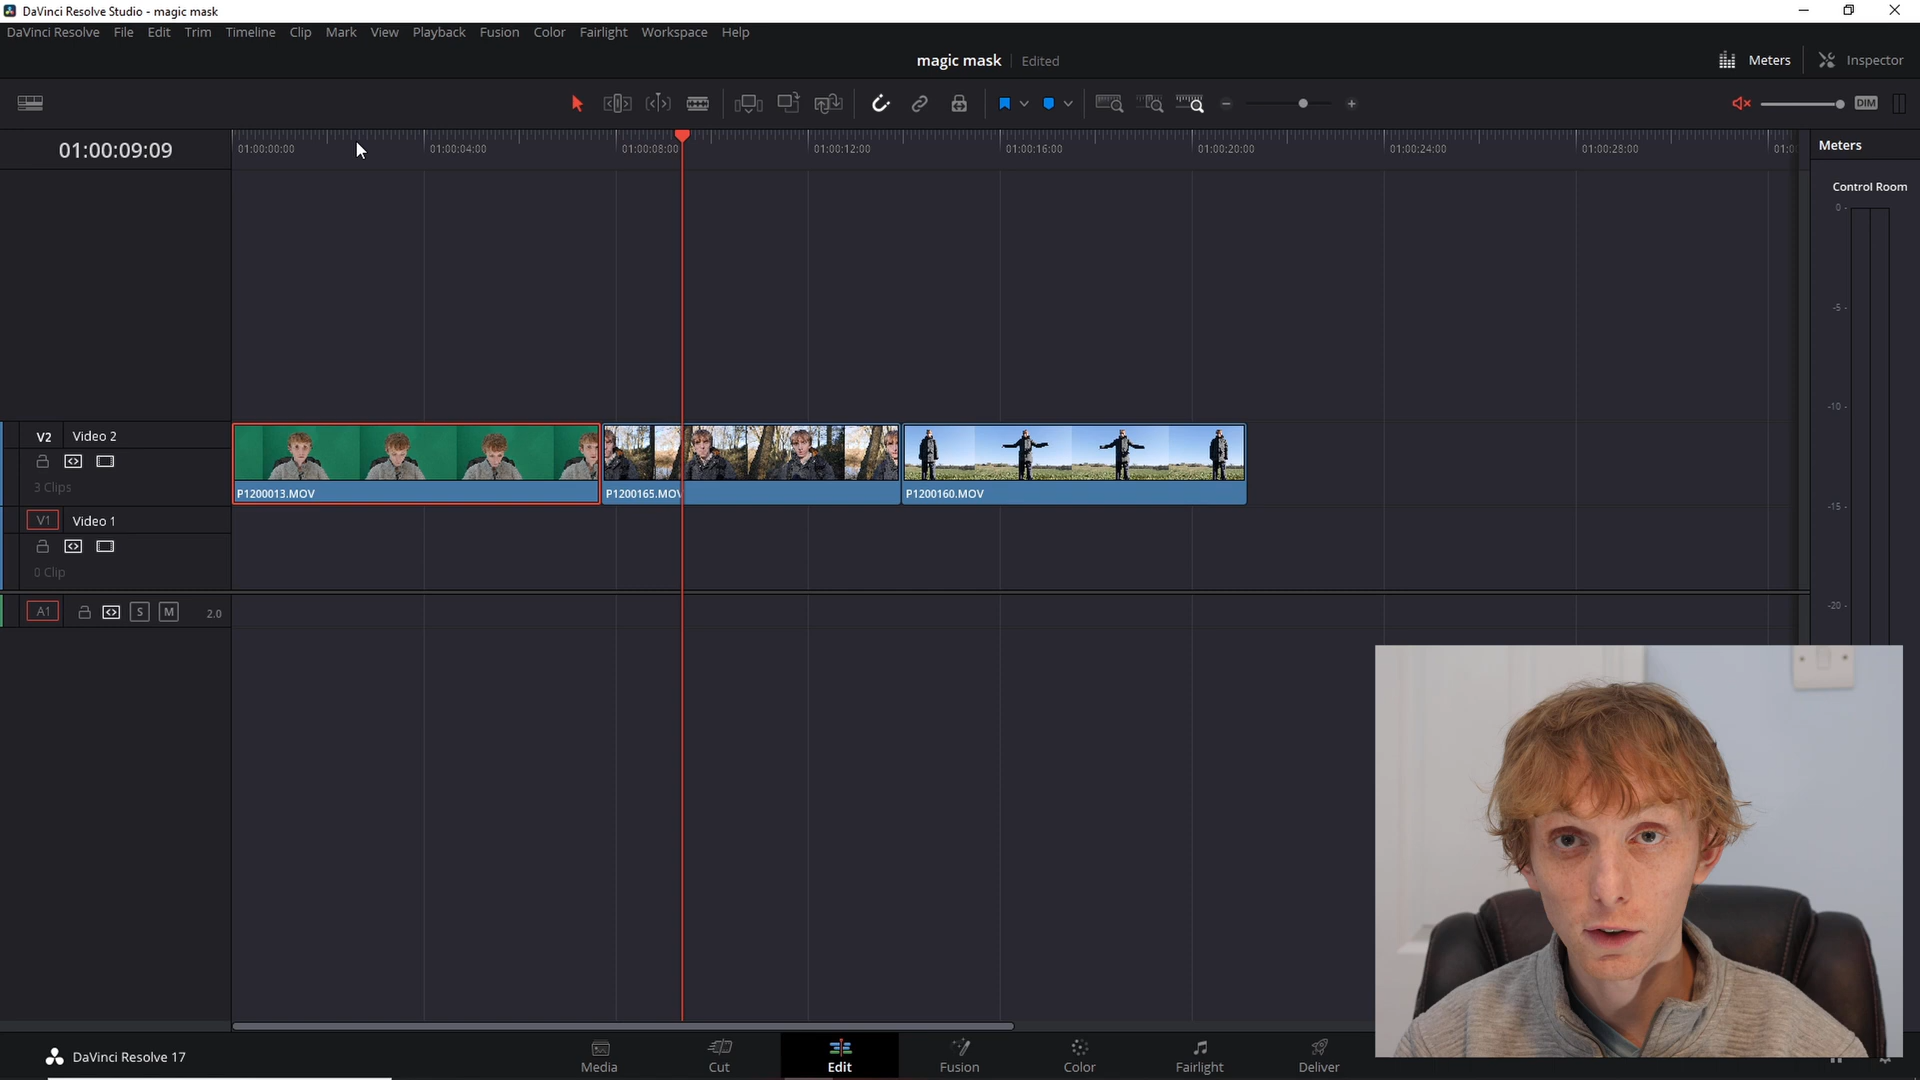 DaVinci Resolve Studio - magic mask
DaVinci Resolve File Edit Trim Timeline Clip Mark View Playback Fusion Color Fairlight Workspace Help
magic mask Edited
Meters Inspector
DIM
01:00:09:09
01:00:00:00 01:00:04:00 01:00:08:00 01:00:12:00 01:00:16:00 01:00:20:00 01:00:24:00 01:00:28:00 01:0
Meters
Control Room
0 -
-5 -
-10 -
-15 -
-20 -
V2 Video 2
3 Clips
P1200013.MOV P1200165.MOV P1200160.MOV
V1 Video 1
0 Clip
A1 S M 2.0
DaVinci Resolve 17
Media Cut Edit Fusion Color Fairlight Deliver